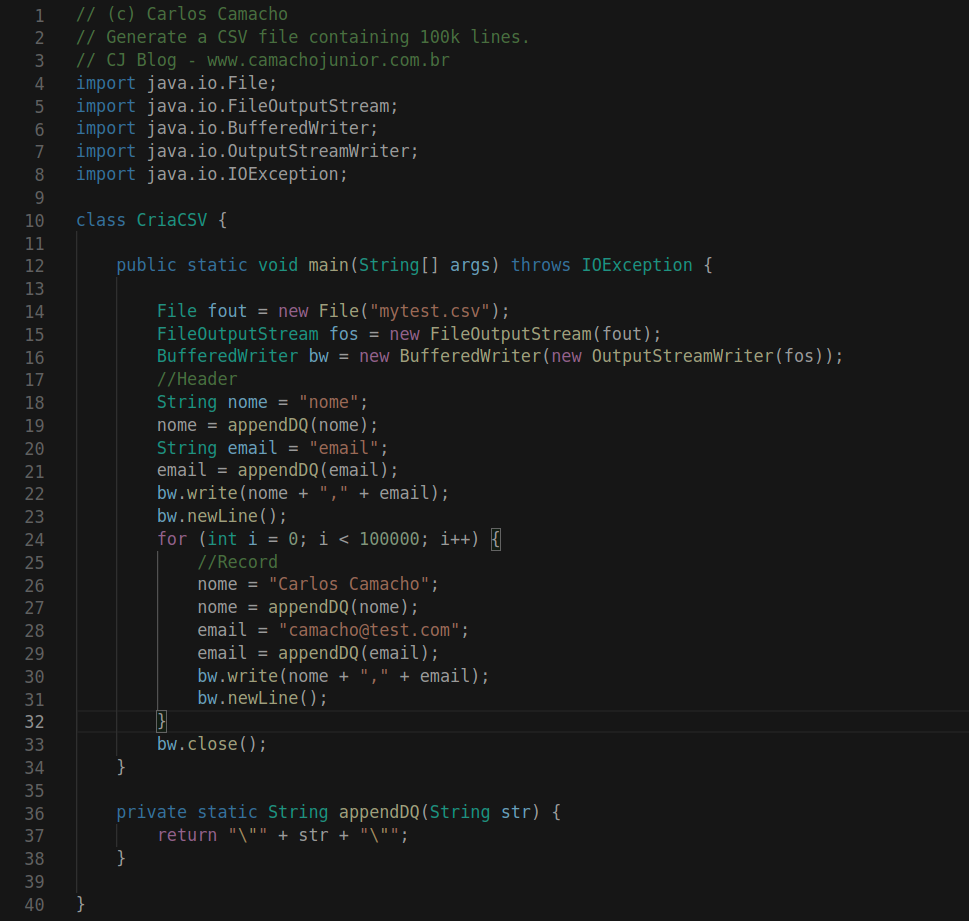 1 // (c) Carlos Camacho
2 // Generate a CSV file containing 100k lines.
3 // CJ Blog - www.camachojunior.com.br
4 import java.io.File;
5 import java.io.FileOutputStream;
6 import java.io.BufferedWriter;
7 import java.io.OutputStreamWriter;
8 import java.io.IOException;
9
10 class CriaCSV {
11
12     public static void main(String[] args) throws IOException {
13
14         File fout = new File("mytest.csv");
15         FileOutputStream fos = new FileOutputStream(fout);
16         BufferedWriter bw = new BufferedWriter(new OutputStreamWriter(fos));
17         //Header
18         String nome = "nome";
19         nome = appendDQ(nome);
20         String email = "email";
21         email = appendDQ(email);
22         bw.write(nome + "," + email);
23         bw.newLine();
24         for (int i = 0; i < 100000; i++) {
25             //Record
26             nome = "Carlos Camacho";
27             nome = appendDQ(nome);
28             email = "camacho@test.com";
29             email = appendDQ(email);
30             bw.write(nome + "," + email);
31             bw.newLine();
32         }
33         bw.close();
34     }
35
36     private static String appendDQ(String str) {
37         return "\"" + str + "\"";
38     }
39
40 }